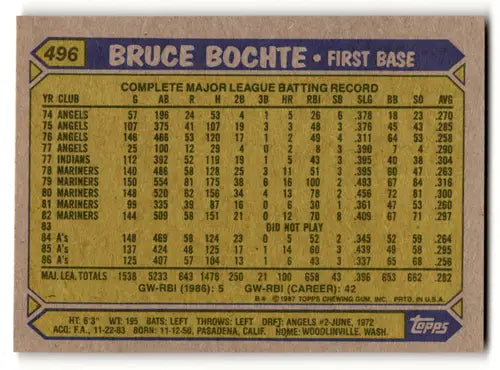 496 BRUCE BOCHTE • FIRST BASE
COMPLETE MAJOR LEAGUE BATTING RECORD
YR CLUB G AB R H 2B 3B HR RBI SB SLG BB SO AVG
74 ANGELS 57 196 24 53 4 1 5 26 6 .378 18 23 .270
75 ANGELS 107 375 41 107 19 3 3 48 3 .376 45 43 .285
76 ANGELS 146 466 53 120 17 1 2 49 4 .311 64 53 .258
77 ANGELS 25 100 12 29 4 0 2 8 3 .390 7 4 .290
77 INDIANS 112 392 52 119 19 1 5 43 3 .395 40 38 .304
78 MARINERS 140 486 58 128 25 3 11 51 3 .395 60 47 .263
79 MARINERS 150 554 81 175 38 6 16 100 2 .493 67 64 .316
80 MARINERS 148 520 62 156 34 4 13 78 2 .456 72 81 .300
81 MARINERS 99 335 39 87 16 0 6 30 1 .361 47 53 .260
82 MARINERS 144 509 58 151 21 0 12 70 8 .409 67 71 .297
83 DID NOT PLAY
84 A's 148 469 58 124 23 0 5 52 2 .345 52 59 .264
85 A's 137 424 48 125 17 1 14 60 3 .439 49 58 .295
86 A's 125 407 57 104 13 1 6 43 3 .337 65 68 .256
MAJ. LEA. TOTALS 1538 5233 643 1478 250 21 100 658 43 .396 653 662 .282
GW-RBI (1986): 5 GW-RBI (CAREER): 42
© 1987 TOPPS CHEWING GUM, INC. PRTD. IN U.S.A.
HT: 6'3" WT: 195 BATS: LEFT THROWS: LEFT DRFT: ANGELS #2-JUNE, 1972
ACQ: F.A., 11-22-83 BORN: 11-12-50, PASADENA, CALIF. HOME: WOODINVILLE, WASH.
topps